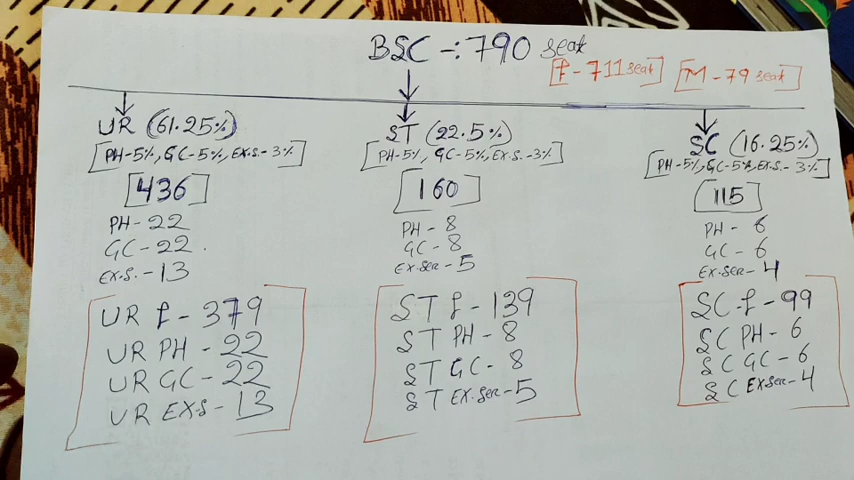 BSC -: 790 seat
[f - 711 seat] [M - 79 seat]
UR (61.25%)
[PH-5%, GC-5%, EX.S.-3%]
[436]
PH - 22
GC - 22
EX.S. - 13
UR f - 379
UR PH - 22
UR GC - 22
UR EX.S - 13
ST (22.5%)
[PH-5%, GC-5%, EX.S-3%]
[160]
PH - 8
GC - 8
EX SER - 5
ST f - 139
ST PH - 8
ST GC - 8
ST EX.SER - 5
SC (16.25%)
[PH-5%, GC-5%, EX.S-3%]
[115]
PH - 6
GC - 6
EX.SER - 4
SC.f - 99
SC PH - 6
SC GC - 6
SC EX.SER - 4